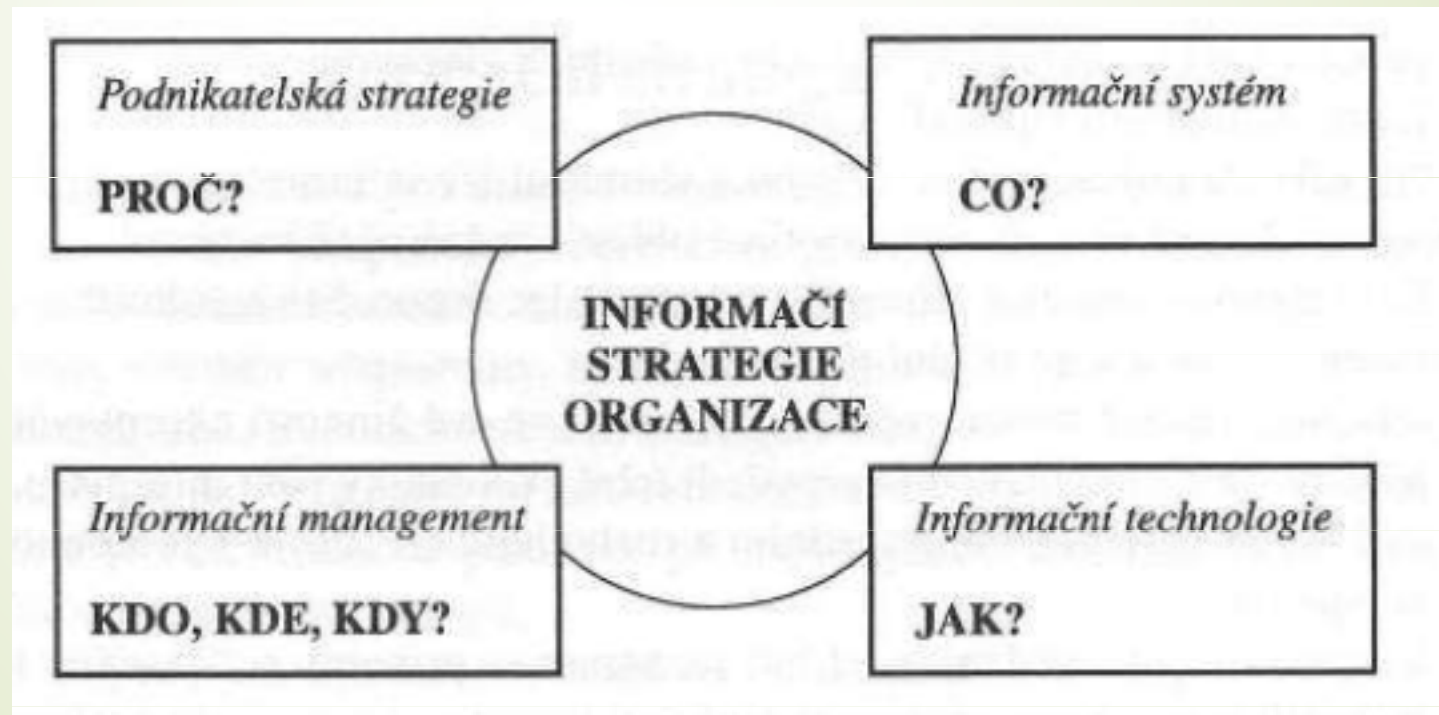 Podnikatelská strategie
PROČ?
Informační systém
CO?
INFORMAČÍ
STRATEGIE
ORGANIZACE
Informační management
KDO, KDE, KDY?
Informační technologie
JAK?